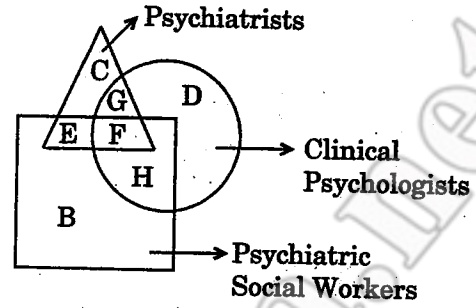 Psychiatrists
C
G
D
E
F
Clinical
Psychologists
H
B
Psychiatric
Social Workers